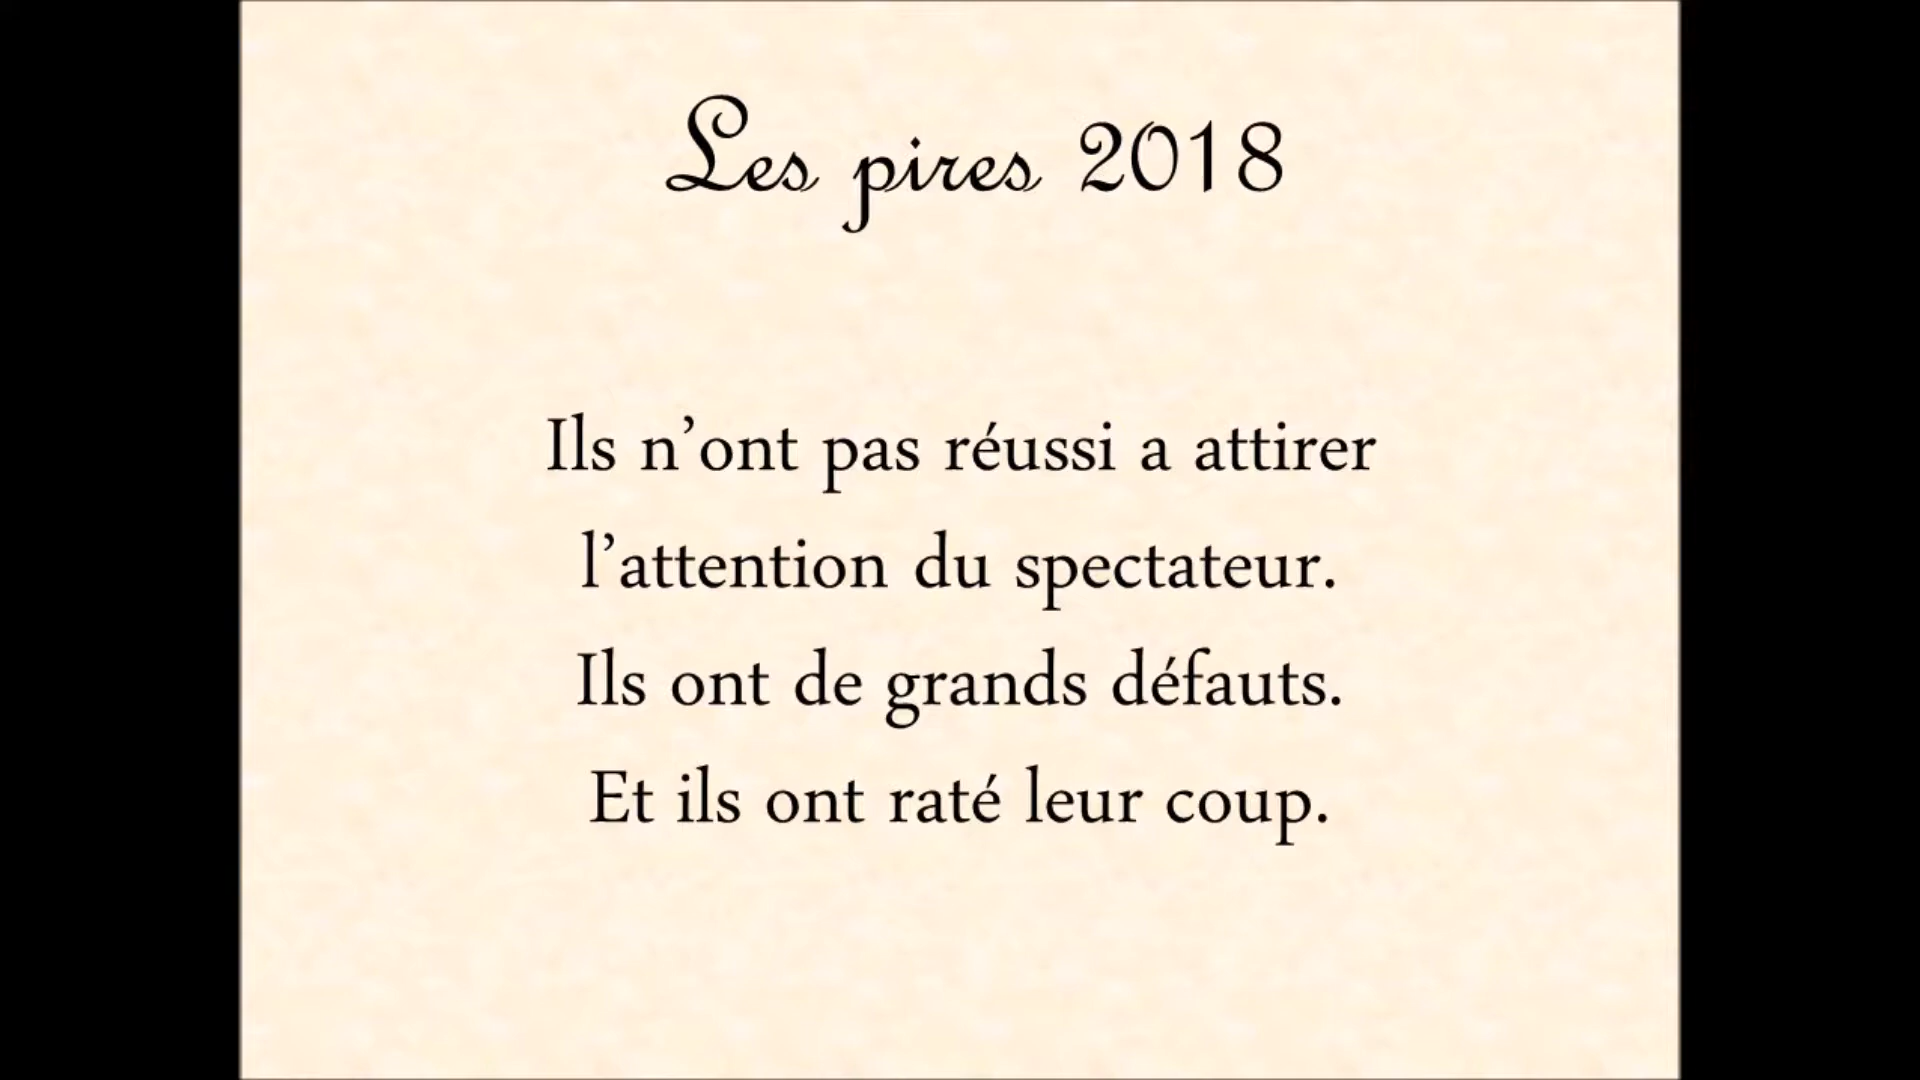 Les pires 2018
Ils n’ont pas réussi a attirer
l’attention du spectateur.
Ils ont de grands défauts.
Et ils ont raté leur coup.